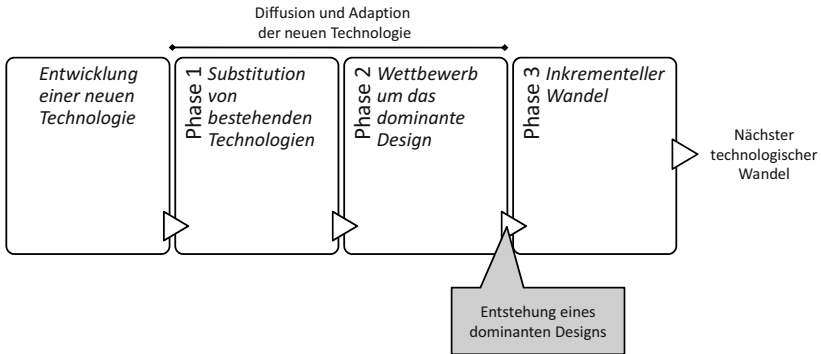 Diffusion und Adaption
der neuen Technologie
Entwicklung
einer neuen
Technologie
Phase 1
Substitution
von
bestehenden
Technologien
Phase 2
Wettbewerb
um das
dominante
Design
Phase 3
Inkrementeller
Wandel
Nächster
technologischer
Wandel
Entstehung eines
dominanten Designs